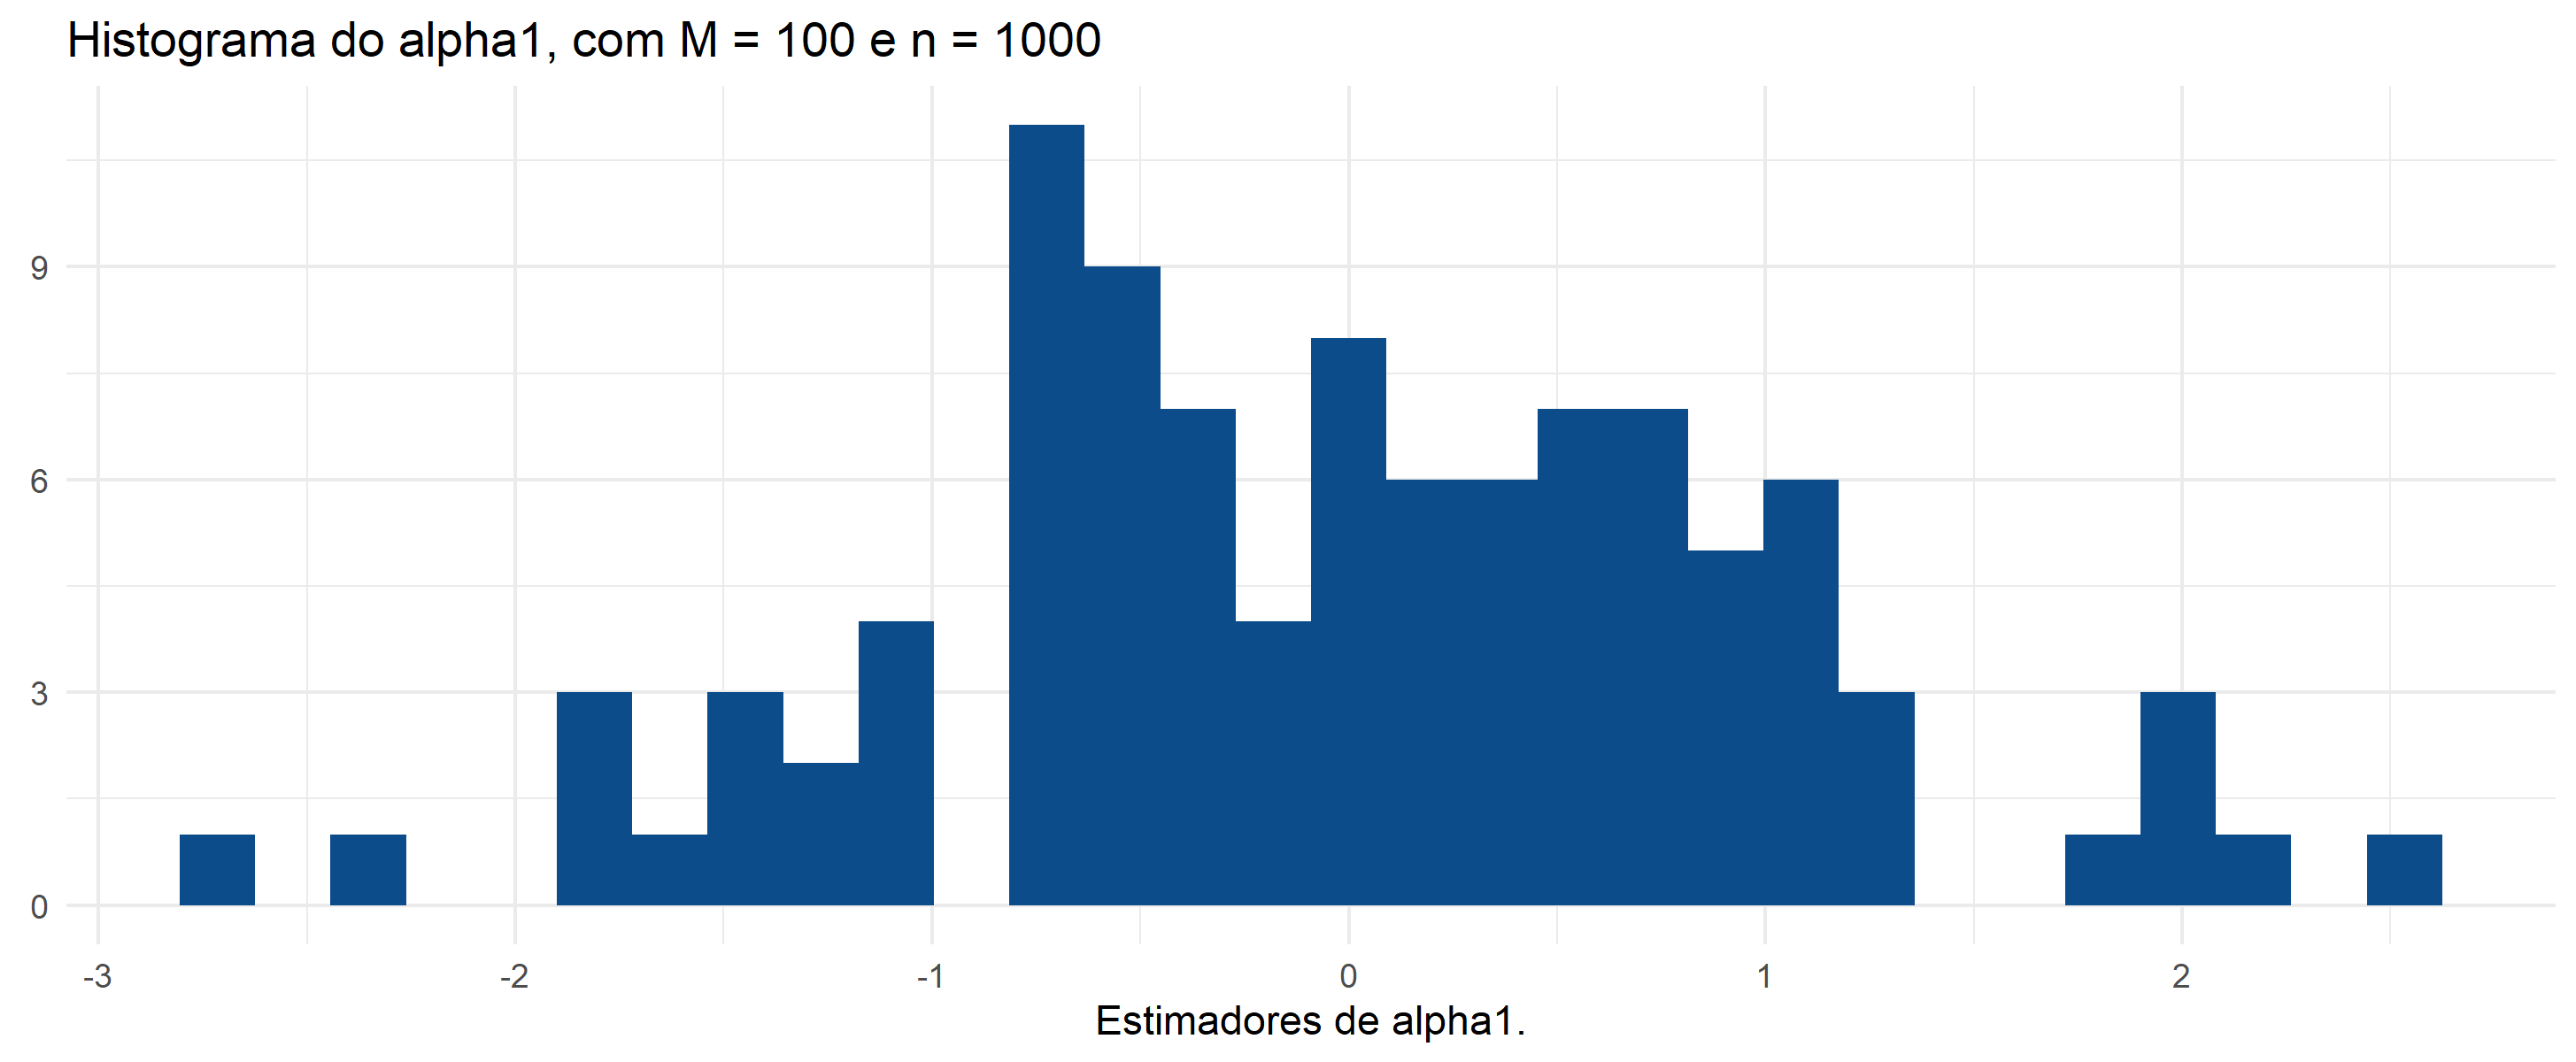 Histograma do alpha1, com M = 100 e n = 1000
9
6
3
0
-3 -2 -1 0 1 2
Estimadores de alpha1.